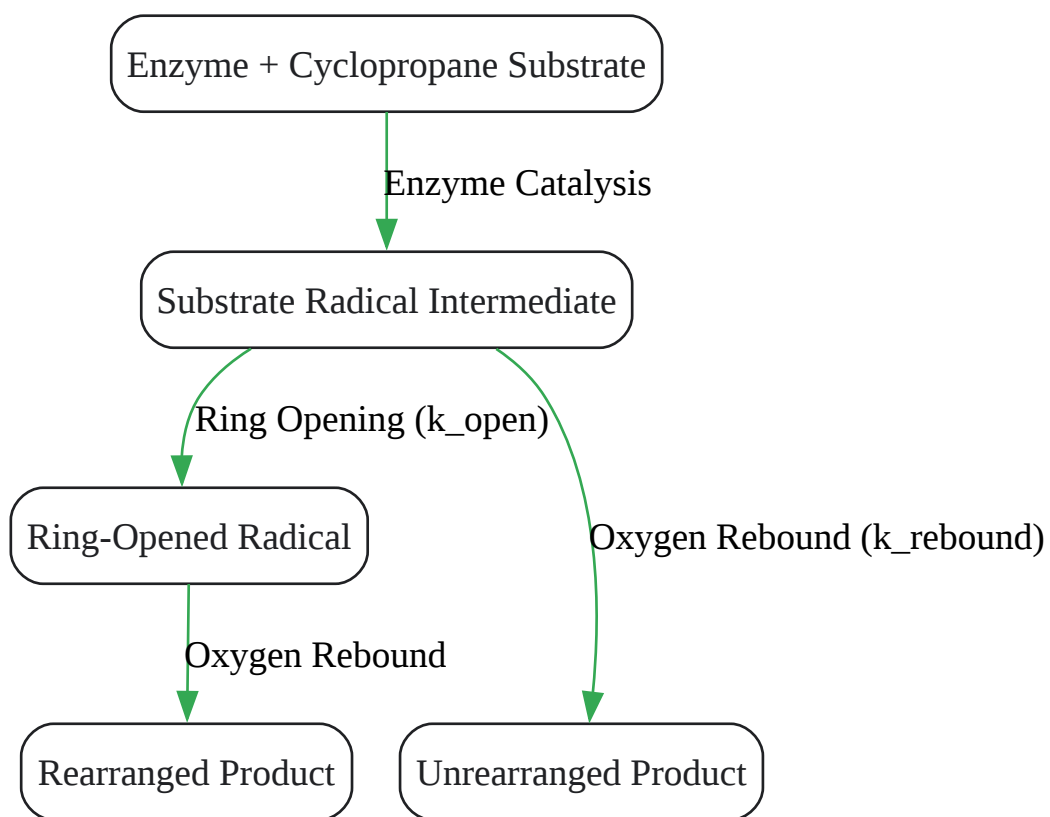 Enzyme + Cyclopropane Substrate
Enzyme Catalysis
Substrate Radical Intermediate
Ring Opening (k_open)
Ring-Opened Radical
Oxygen Rebound (k_rebound)
Oxygen Rebound
Rearranged Product
Unrearranged Product